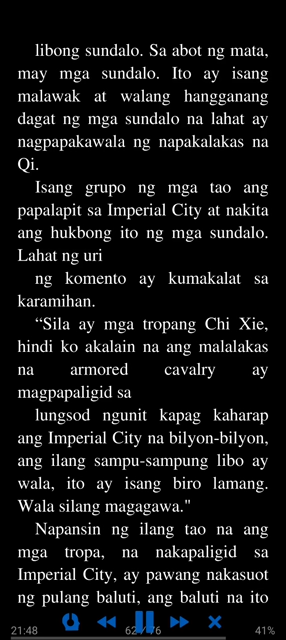 libong sundalo. Sa abot ng mata,
may mga sundalo. Ito ay isang
malawak at walang hangganang
dagat ng mga sundalo na lahat ay
nagpapakawala ng napakalakas na
Qi.
Isang grupo ng mga tao ang
papalapit sa Imperial City at nakita
ang hukbong ito ng mga sundalo.
Lahat ng uri
ng komento ay kumakalat sa
karamihan.
“Sila ay mga tropang Chi Xie,
hindi ko akalain na ang malalakas
na armored cavalry ay
magpapaligid sa
lungsod ngunit kapag kaharap
ang Imperial City na bilyon-bilyon,
ang ilang sampu-sampung libo ay
wala, ito ay isang biro lamang.
Wala silang magagawa."
Napansin ng ilang tao na ang
mga tropa, na nakapaligid sa
Imperial City, ay pawang nakasuot
ng pulang baluti, ang baluti na ito
21:48
41%